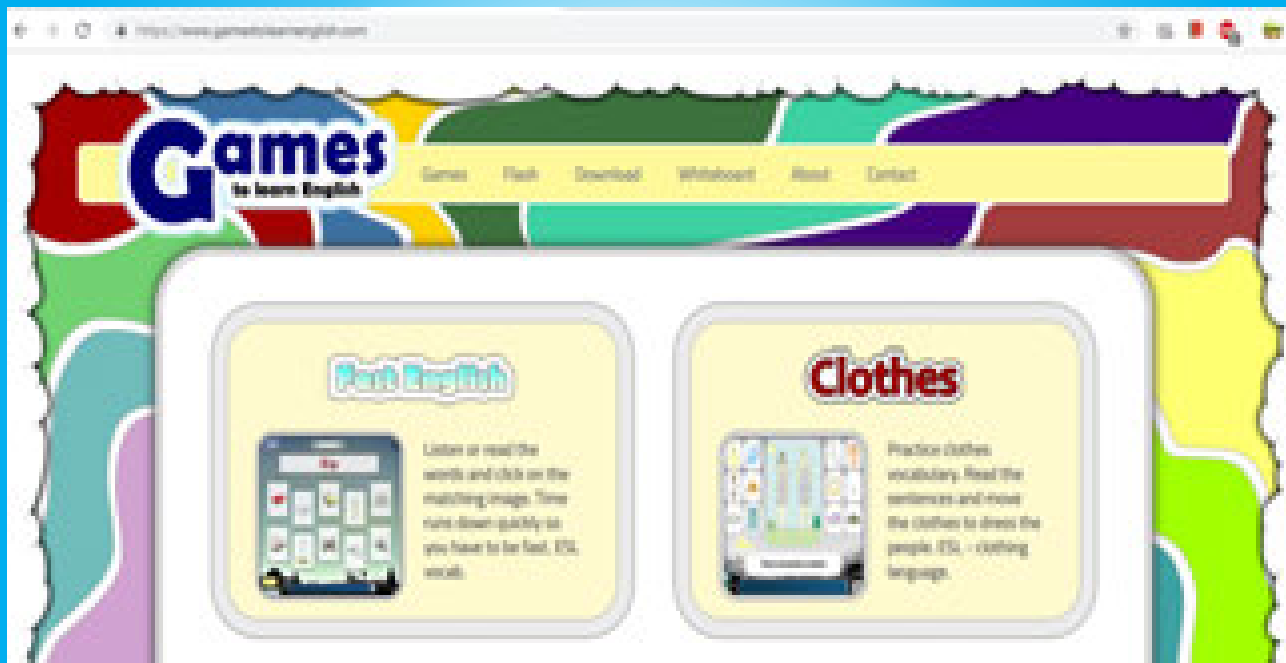 https://www.gamestolearnenglish.com
Games
to learn English
Games Flash Download Whiteboard About Contact
Fast English
Listen or read the
words and click on the
matching image. Time
runs down quickly so
you have to be fast. ESL
vocab.
Clothes
Practice clothes
vocabulary. Read the
sentences and move
the clothes to dress the
people. ESL - clothing
language.